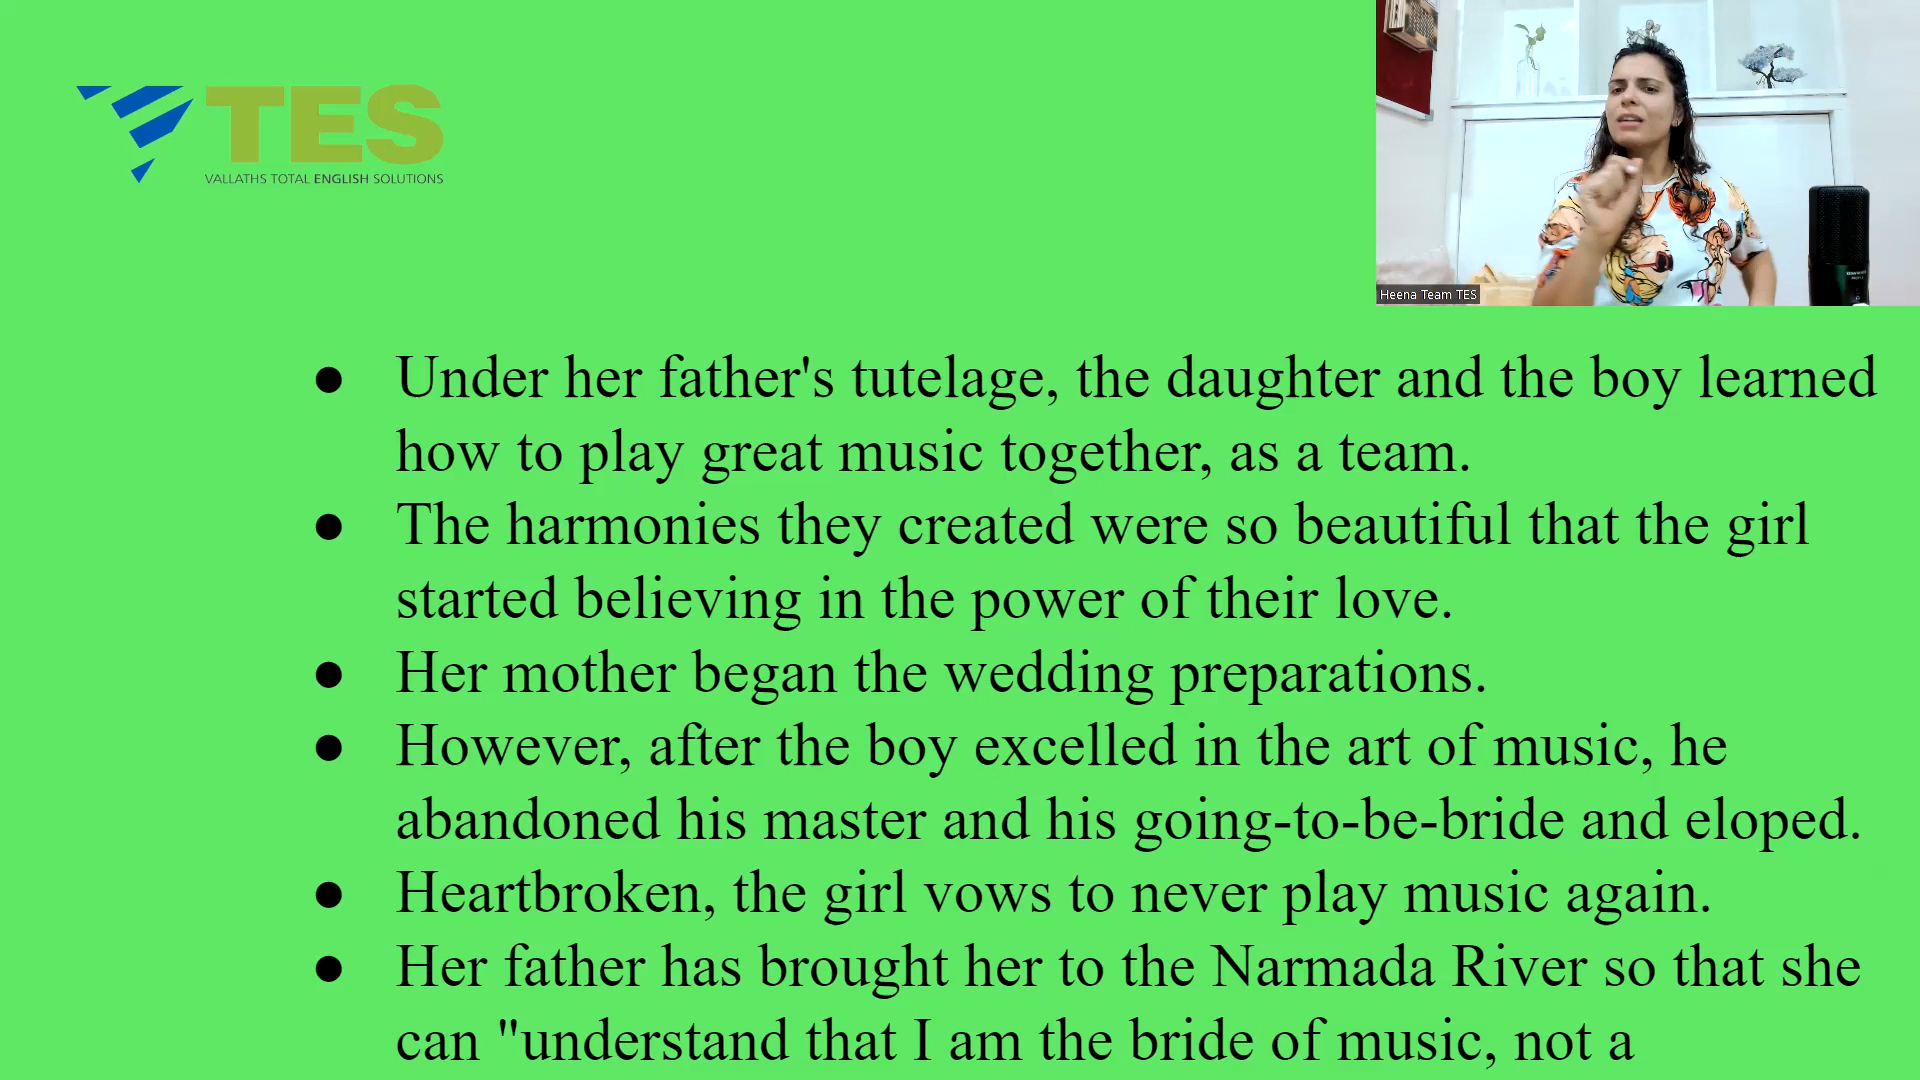 TES
VALLATHS TOTAL ENGLISH SOLUTIONS
Heena Team TES
● Under her father's tutelage, the daughter and the boy learned
how to play great music together, as a team.
● The harmonies they created were so beautiful that the girl
started believing in the power of their love.
● Her mother began the wedding preparations.
● However, after the boy excelled in the art of music, he
abandoned his master and his going-to-be-bride and eloped.
● Heartbroken, the girl vows to never play music again.
● Her father has brought her to the Narmada River so that she
can "understand that I am the bride of music, not a